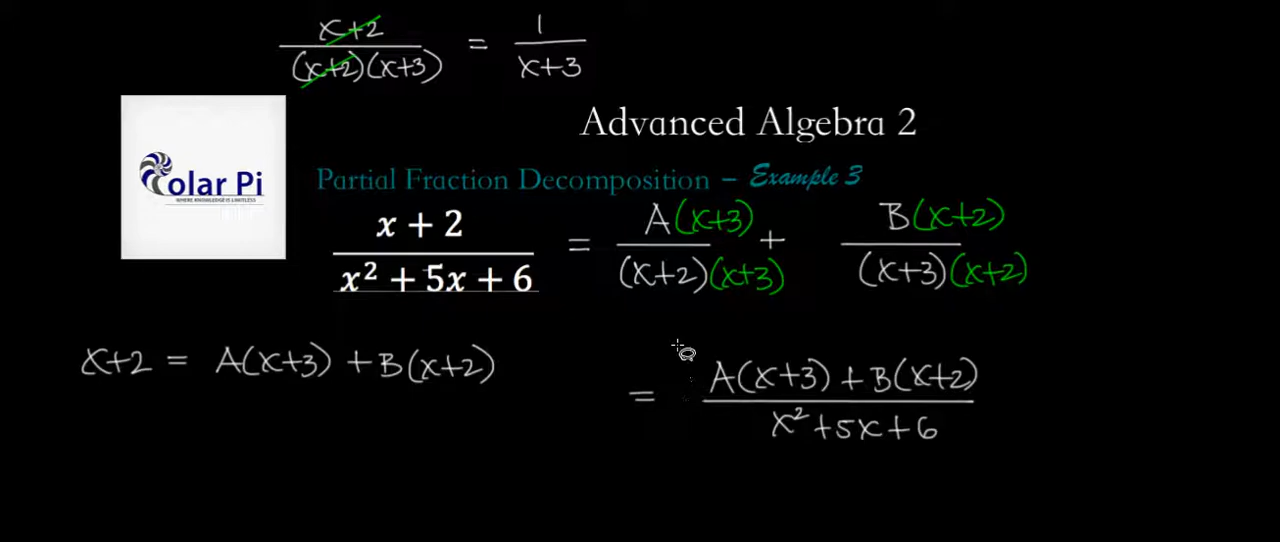 x+2 / (x+2)(x+3) = 1 / x+3
Advanced Algebra 2
olar Pi
WHERE KNOWLEDGE IS LIMITLESS
Partial Fraction Decomposition – Example 3
x + 2 / x² + 5x + 6 = A(x+3) / (x+2)(x+3) + B(x+2) / (x+3)(x+2)
x+2 = A(x+3) + B(x+2)
= A(x+3) + B(x+2) / x² + 5x + 6